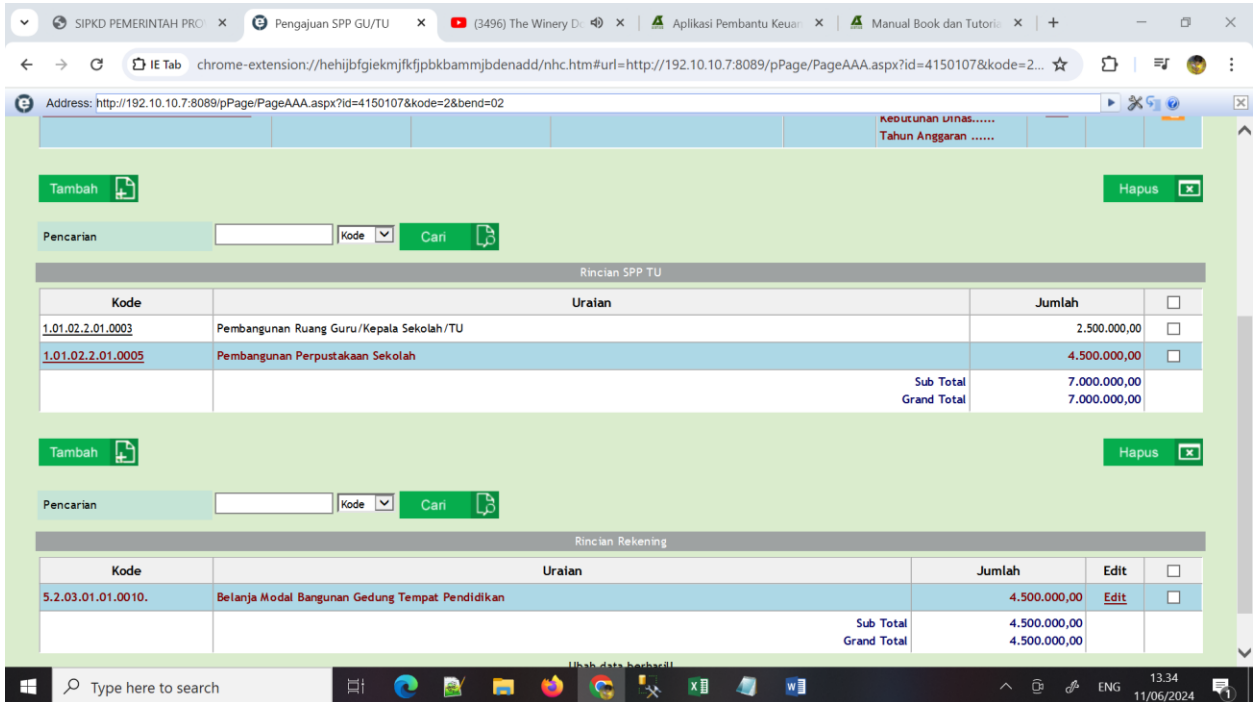 SIPKD PEMERINTAH PRO
Pengajuan SPP GU/TU
(3496) The Winery Do
Aplikasi Pembantu Keuan
Manual Book dan Tutoria
IE Tab
chrome-extension://hehijbfgiekmjfkfjpbkbammjbdenadd/nhc.htm#url=http://192.10.10.7:8089/pPage/PageAAA.aspx?id=4150107&kode=2...
Address: http://192.10.10.7:8089/pPage/PageAAA.aspx?id=4150107&kode=2&bend=02
Kebutuhan Dinas......
Tahun Anggaran ......
Tambah
Hapus
Pencarian Kode Cari
Rincian SPP TU
Kode Uraian Jumlah
1.01.02.2.01.0003 Pembangunan Ruang Guru/Kepala Sekolah/TU 2.500.000,00
1.01.02.2.01.0005 Pembangunan Perpustakaan Sekolah 4.500.000,00
Sub Total 7.000.000,00
Grand Total 7.000.000,00
Tambah
Hapus
Pencarian Kode Cari
Rincian Rekening
Kode Uraian Jumlah Edit
5.2.03.01.01.0010. Belanja Modal Bangunan Gedung Tempat Pendidikan 4.500.000,00 Edit
Sub Total 4.500.000,00
Grand Total 4.500.000,00
Ubah data berhasil!
Type here to search
ENG
13.34
11/06/2024
1